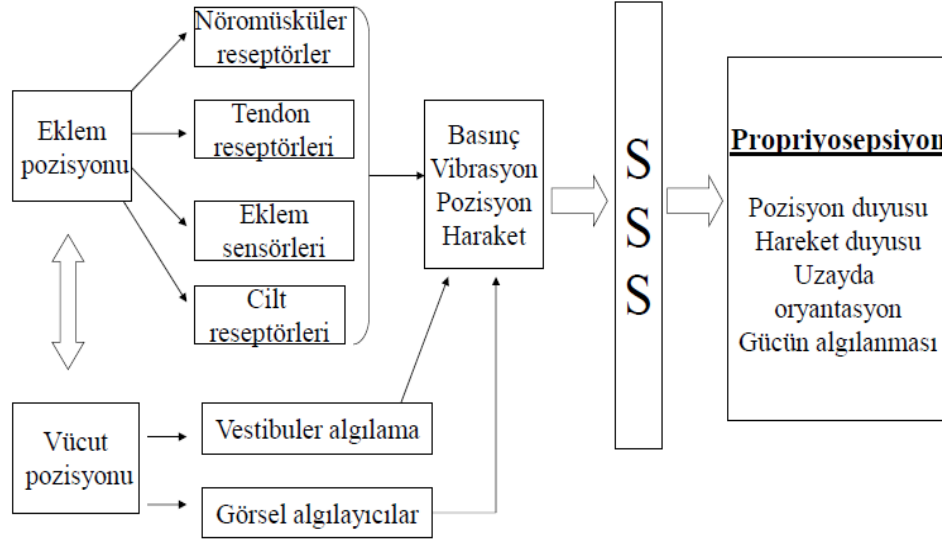 Nöromüsküler
reseptörler
Eklem
pozisyonu
Tendon
reseptörleri
Eklem
sensörleri
Cilt
reseptörleri
Basınç
Vibrasyon
Pozisyon
Haraket
S
S
S
Proprivosepsiyon
Pozisyon duyusu
Hareket duyusu
Uzayda
oryantasyon
Gücün algılanması
Vücut
pozisyonu
Vestibuler algılama
Görsel algılayıcılar